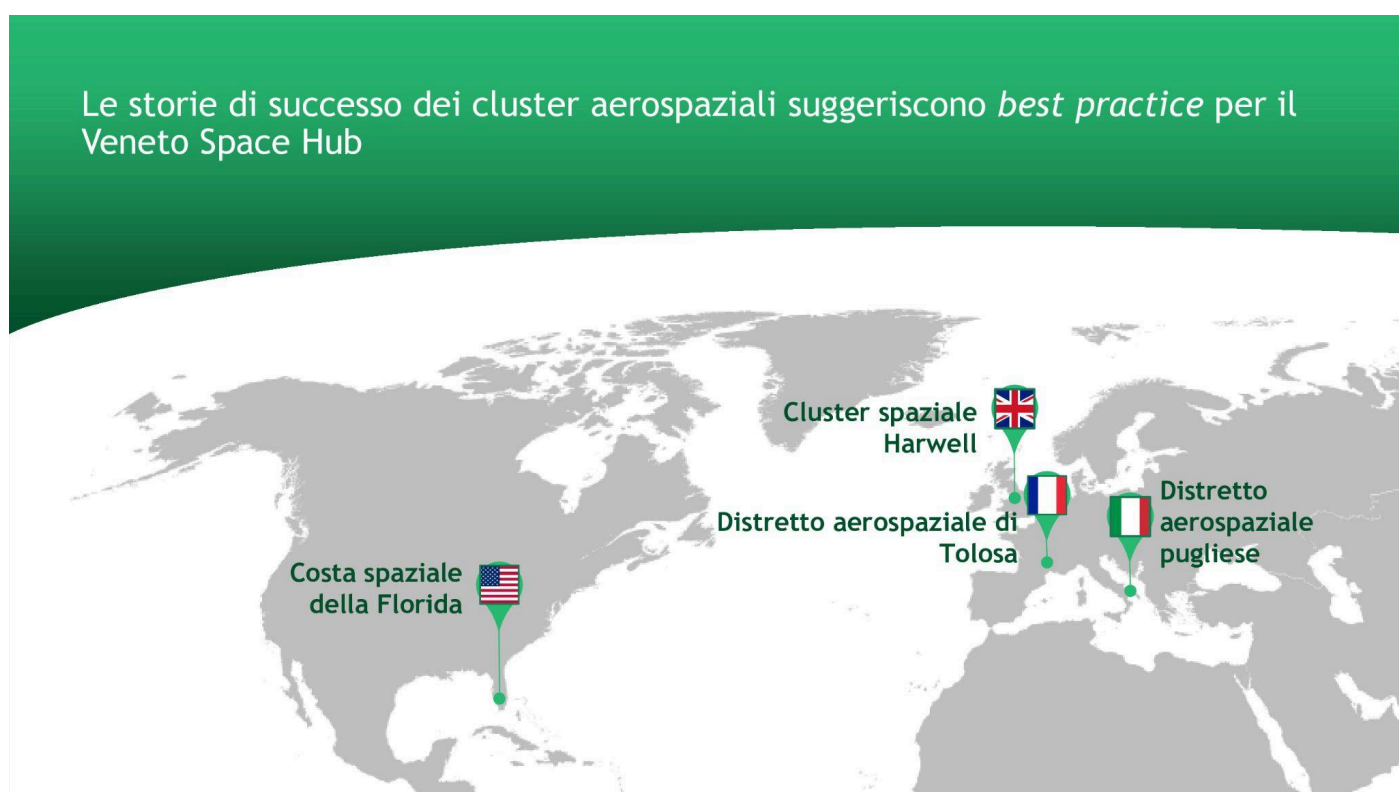 Le storie di successo dei cluster aerospaziali suggeriscono best practice per il
Veneto Space Hub
Cluster spaziale
Harwell
Distretto aerospaziale di
Tolosa
Distretto
aerospaziale
pugliese
Costa spaziale
della Florida